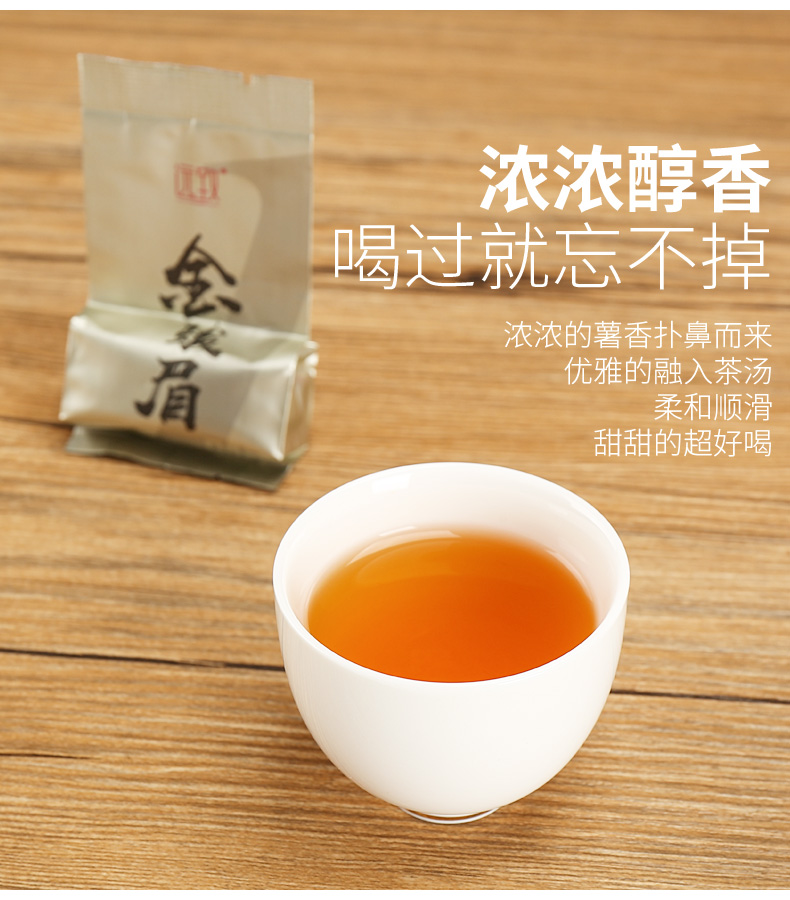 金骏眉
浓浓醇香
喝过就忘不掉
浓浓的薯香扑鼻而来
优雅的融入茶汤
柔和顺滑
甜甜的超好喝